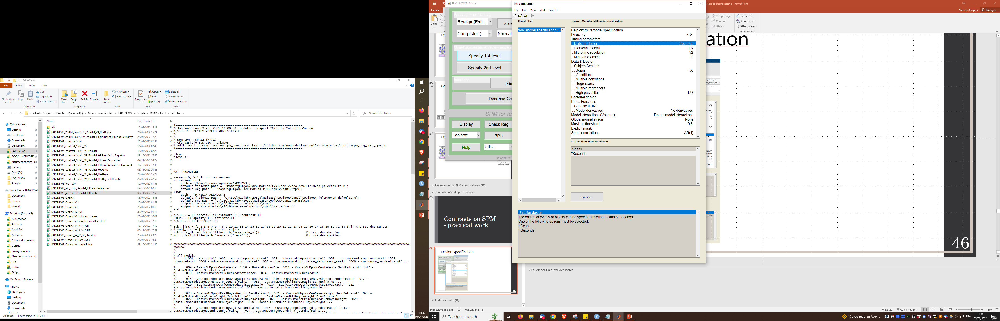 Fake-News
File
Home
Share
View
Pin to Quick access
Copy
Paste
Cut
Copy path
Paste shortcut
Clipboard
Move to
Copy to
Delete
Rename
Organise
New folder
New item
Easy access
New
Properties
Open
Edit
History
Open
Select all
Select none
Invert selection
Select
Valentin Guigon > Dropbox (Personnelle) > Neuroeconomics Lab > FAKE NEWS > Scripts > fMRI 1st level > Fake-News
Search Fake-News
Quick access
Desktop
ownCloud
Downloads
Documents
FAKE NEWS
SOCIAL NETWORK
Pictures
Data (D:)
FAKENEWS
Analysis
ownCloud - 1E82CF25-E
Documents
Photos
Valentin
Dropbox (Personal)
A interviews
A sheets
A soirées
A stories
A vieux documents
Cursus
Enseignements
Neuroeconomics Lab
Pro
Publis
Scripts
OneDrive - Personal
This PC
3D Objects
Desktop
Documents
Downloads
Name Date modified Ty
old 17/07/2022 15:11
FAKENEWS_2ndlvl_BasicGLM_Parallel_V4_flexBayes 28/07/2022 15:24
FAKENEWS_2ndlvl_BasicGLM_Parallel_V4_flexBayes_HRFandDerivative 28/07/2022 17:22
FAKENEWS_contrast_1stlvl_ 15/07/2022 03:54
FAKENEWS_contrast_1stlvl__V2 15/07/2022 02:42
FAKENEWS_contrast_1stlvl__V2_Parallel 18/07/2022 02:22
FAKENEWS_contrast_1stlvl__V3_Parallel_HRFandDeriv_Together 18/10/2022 17:46
FAKENEWS_contrast_1stlvl__V3_Parallel_HRFandDerivatives 09/11/2022 14:27
FAKENEWS_contrast_1stlvl__V3_Parallel_HRFandDerivatives_NoPmod 18/10/2022 17:46
FAKENEWS_contrast_1stlvl__V3_Parallel_HRFonly 08/11/2022 20:48
FAKENEWS_contrast_1stlvl__V4_Parallel_flexBayes 28/07/2022 15:23
FAKENEWS_contrast_1stlvl__V4_Parallel_flexBayes_HRFonly 26/07/2022 22:59
FAKENEWS_job_1stlvl_ 15/07/2022 01:51
FAKENEWS_job_1stlvl_Parallel_HRFandDerivatives 19/10/2022 00:15
FAKENEWS_job_1stlvl_Parallel_HRFonly 08/11/2022 17:52
FAKENEWS_Onsets_ 16/07/2022 14:56
FAKENEWS_Onsets_V2 15/07/2022 01:51
FAKENEWS_Onsets_V3 21/07/2022 00:10
FAKENEWS_Onsets_V3_full 21/07/2022 00:14
FAKENEWS_Onsets_V3_full_sauf_theme 20/07/2022 16:07
FAKENEWS_Onsets_V3_simple_pmod1_and_RT 19/07/2022 17:15
FAKENEWS_Onsets_V4_9_14_full 18/10/2022 17:18
FAKENEWS_Onsets_V4_9_14_full2 08/11/2022 17:51
FAKENEWS_Onsets_V4_15_38_standard 20/07/2022 23:20
FAKENEWS_Onsets_V4_flexBayes 28/07/2022 16:30
FAKENEWS_Onsets_V4_singleBayes 23/10/2022 21:29
26 items 1 item selected 10.7 KB
% Job saved on 09-Mar-2021 16:00:00, updated in April 2022, by Valentin Guigon
% STEP 2: SPECIFY MODELS AND ESTIMATE
%
%
% spm SPM - SPM12 (7771)
% cfg_basicio BasicIO - Unknown
% Additional informations on spm_spec here: https://github.com/neurodebian/spm12/blob/master/config/spm_cfg_fmri_spec.m
clear
close all
%% PARAMETERS
serveur=0; % 1 if run on server
if serveur == 1
path = '/home/common/vguigon/FAKENEWS';
default_fieldmap_path = '/home/vguigon/Pack Matlab fMRI/spm12/toolbox/FieldMap/pm_defaults.m';
default_seg_path = '/home/vguigon/Pack Matlab fMRI/spm12/spm12/tpm';
else
path = 'D:\ISC\FAKENEWS';
default_fieldmap_path = 'C:\ISC\matlab\R2019b\Release\toolbox\spm12\toolbox\FieldMap\pm_defaults.m';
default_seg_path = 'C:\ISC\matlab\R2019b\Release\toolbox\spm12\spm12\tpm';
addpath 'D:\ISC\matlab\R2019b\Release\toolbox\spm12'
addpath 'D:\ISC\matlab\R2019b\Release\toolbox\spm12\matlabbatch'
end
% STEPS = [{'specify'};{'estimate'};{'contrast'}];
STEPS = [{'specify'};{'estimate'}];
% STEPS = [{'estimate'}];
Subj_list = [1 2 3 4 5 6 7 8 9 10 11 12 13 14 15 16 17 18 19 20 21 22 23 24 25 26 27 28 29 30 31 32 33 34]; % Liste des sujets
% Subj_list = [1]; % Liste des sujets
subjects_dir = dir(fullfile(path,'*FAKENEWS_*')); % Liste des dossier
md = dir(fullfile(path,'\Onsets','*GLM*')); % Liste des modèles
% all models:
% {'001 - BasicGLM1' '002 - BasicGLMpmodWinLose1' '003 - AdvancedGLMpmodWinLose1' '004 - CustomGLMWinLoseFeedback1' '005 -
AdvancedGLM1' '006 - AdvancedGLMpmodConfidence1' '007 - CustomGLMpmodConfidence_TFjudgment_Eval1' '008 - CustomGLM_SendRefrain1' ...
% '009 - BasicGLMpmodConfidence' '010 - BasicGLMpmodCue' '011 - CustomGLMpmodConfidence_SendRefrain1' '012 -
CustomGLMpmodCue_SendRefrain1'...
% '013 - BasicGLMSendCtrlpmodConfidence' '014 - BasicGLMSendCtrlpmodCue'...
% ...
% '015 - CustomGLMpmodEvalBayesRatio_SendRefrain1' '016 - CustomGLMpmodCueBayesRatio_SendRefrain1' '017 -
CustomGLMpmodLearnBayesRatio_SendRefrain1' '018 - CustomGLMpmodAllBayesRatio_SendRefrain1'...
% '019 - BasicGLMSendCtrlCuepmodEvalBayesRatio' '020 - BasicGLMSendCtrlCuepmodCueBayesRatio' '021 -
BasicGLMSendCtrlCuepmodLearnBayesRatio' '022 - BasicGLMSendCtrlCuepmodAllBayesRatio'...
% ...
% '023 - CustomGLMpmodEvalBayesWeight_SendRefrain1' '024 - CustomGLMpmodCueBayesWeight_SendRefrain1' '025 -
CustomGLMpmodLearnBayesWeight_SendRefrain1' '026 - CustomGLMpmodAllBayesWeight_SendRefrain1'...
% '027 - BasicGLMSendCtrlCuepmodEvalBayesWeight' '028 - BasicGLMSendCtrlCuepmodCueBayesWeight' '029 -
BasicGLMSendCtrlCuepmodLearnBayesWeight' '030 - BasicGLMSendCtrlCuepmodAllBayesWeight'...
% ...
% '031 - CustomGLMpmodEvalpSend_SendRefrain1' '032 - CustomGLMpmodCuepSend_SendRefrain1' '033 -
CustomGLMpmodLearnpSend_SendRefrain1' '034 - CustomGLMpmodpSendFinal_SendRefrain1'...
11:06
05/06/2023
Fichier
Coller
SPM12 (7487): Menu
Realign (Esti...
Slice
Coregister (...
Normali
Specify 1st-level
Specify 2nd-level
Res
Dynamic Ca
SPM for fu
Display
Check Reg
Toolbox:
PPIs
Help
Utils...
Copyright (c)
Batch Editor
File Edit View SPM BasicIO
Module List
fMRI model specification<-X
Current Module: fMRI model specification
Help on: fMRI model specification
Directory <-X
Timing parameters
. Units for design Seconds
. Interscan interval 1.6
. Microtime resolution 52
. Microtime onset 1
Data & Design
. Subject/Session
. . Scans <-X
. . Conditions
. . Multiple conditions
. . Regressors
. . Multiple regressors
. . High-pass filter 128
Factorial design
Basis Functions
. Canonical HRF
. . Model derivatives No derivatives
Model Interactions (Volterra) Do not model Interactions
Global normalisation None
Masking threshold 0.8
Explicit mask
Serial correlations AR(1)
Current Item: Units for design
Scans
*Seconds
Specify...
Units for design
The onsets of events or blocks can be specified in either scans or seconds.
One of the following options must be selected:
* Scans
* Seconds
asts & preprocessing - PowerPoint
Valentin Guigon
Partager
Remplissage
Contour
Effets
Rechercher
Remplacer
Sélectionner
Modification
ation
46
26
27
Preprocessing on SPM - practical work (17)
Contrasts on SPM - practical work
45
Contrasts on SPM
- practical work
46
Design specification
46
Additional notes (10)
Cliquez pour ajouter des notes
Diapositive 46 de 56
Français (France)
Notes
Commentaires
150%
Type here to search
Closed road on Aven...
FRA
11:06
05/06/2023
26